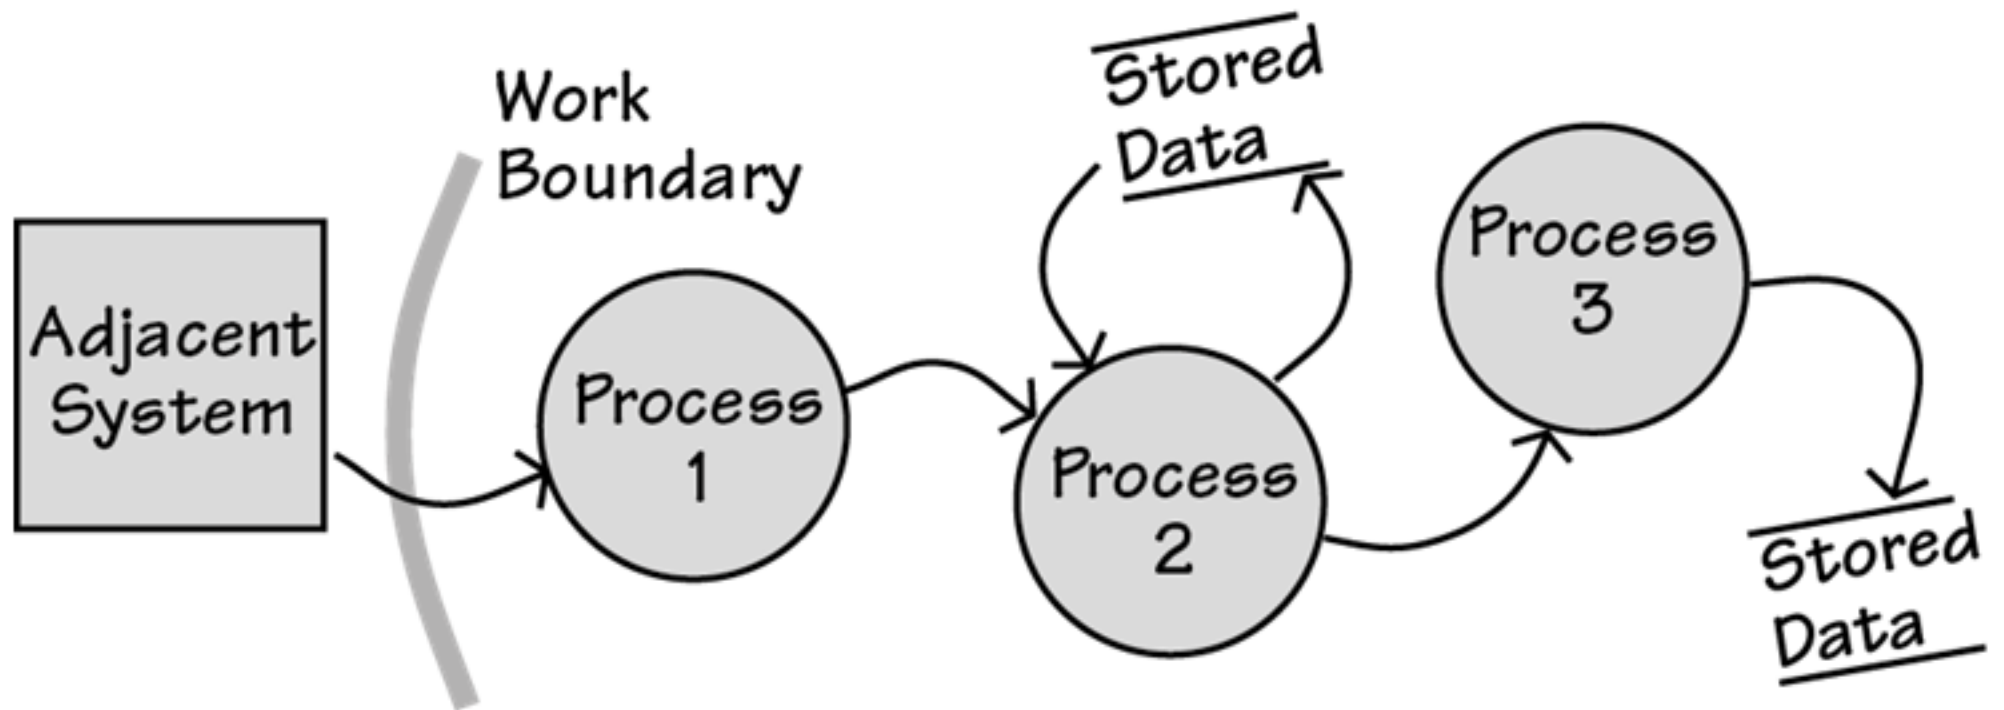 Adjacent
System
Work
Boundary
Process
1
Stored
Data
Process
2
Process
3
Stored
Data